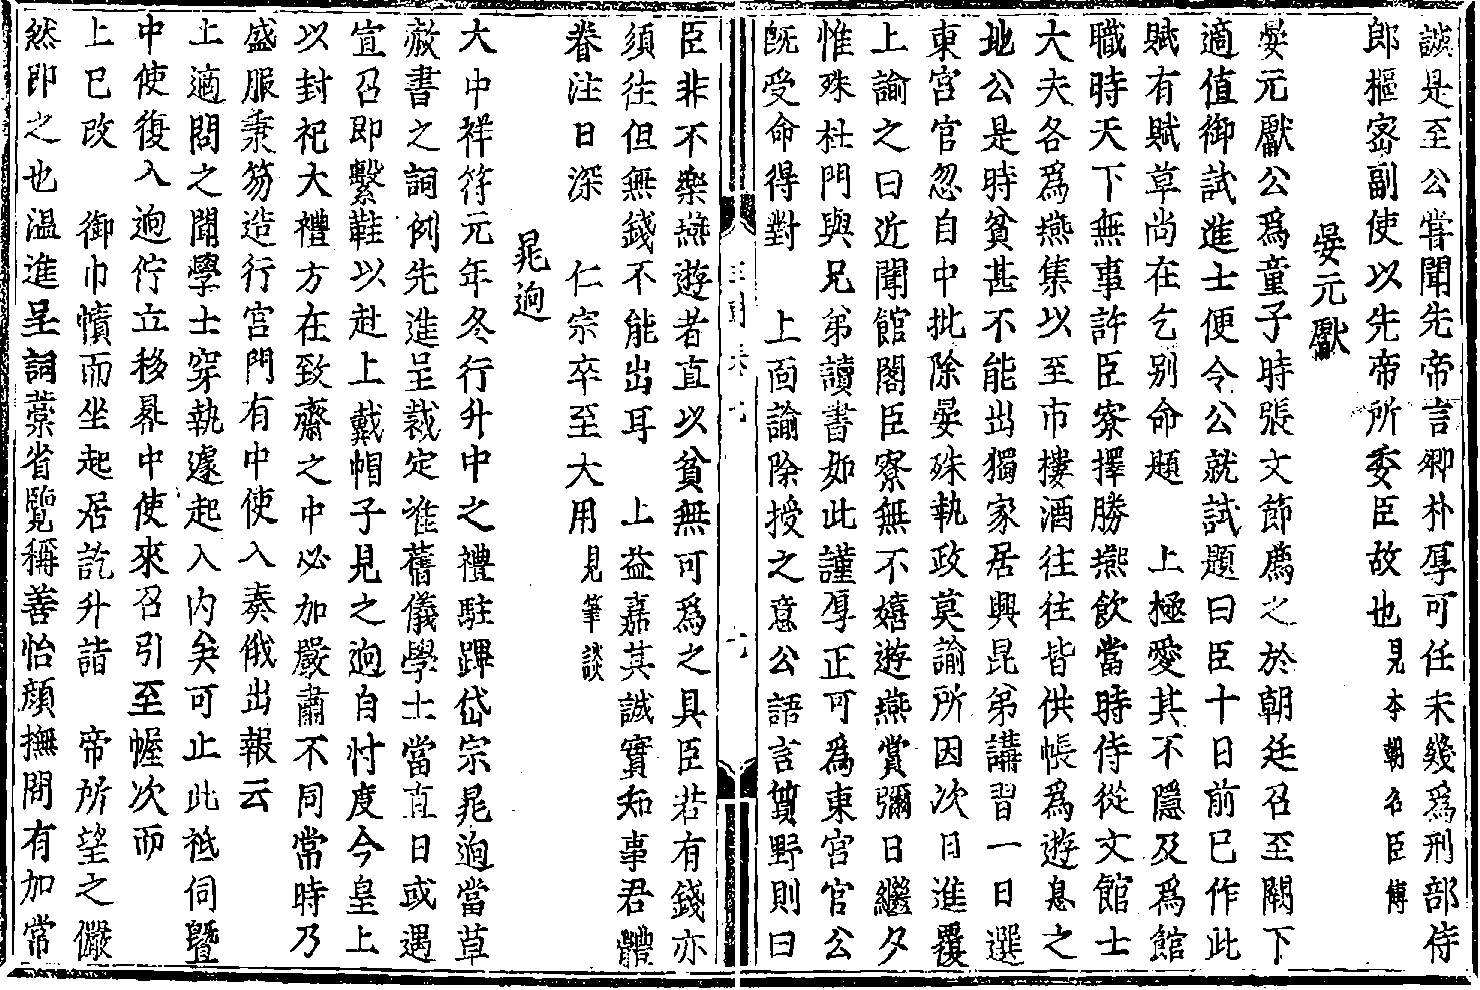 誠是至公嘗聞先帝言卿朴厚可任未幾爲刑部侍
郎樞宻副使以先帝所委臣故也見本朝名臣傳
晏元獻
晏元獻公爲童子時張文節薦之於朝廷召至闕下
適值御試進士便令公就試題曰臣十日前已作此
賦有賦草尚在乞别命題 上極愛其不隱及爲館
職時天下無事許臣寮擇勝燕飲當時侍從文館士
大夫各爲燕集以至市樓酒往往皆供帳爲遊息之
地公是時貧甚不能出獨家居與昆弟講習一日選
東宮官忽自中批除晏殊執政莫諭所因次日進覆
上諭之曰近聞館閣臣寮無不嬉遊燕賞彌日繼夕
惟殊杜門與兄弟讀書如此謹厚正可爲東宮官公
旣受命得對 上面諭除授之意公語言質野則曰
臣非不樂燕遊者直以貧無可爲之具臣若有錢亦
須往但無錢不能出耳 上益嘉其誠實知事君體
眷注日深 仁宗卒至大用見筆談
晁逈
大中祥符元年冬行升中之禮駐蹕岱宗晁逈當草
赦書之詞例先進呈裁定准舊儀學士當直日或遇
宣召即繫鞋以赴上戴帽子見之逈自忖度今皇上
以封祀大禮方在致齋之中必加嚴肅不同常時乃
盛服秉笏造行宮門有中使入奏俄出報云
上適問之聞學士穿執遽起入内矣可止此祗伺曁
中使復入逈佇立移晷中使來召引至幄次而
上已改 御巾幘而坐起居訖升詣 帝所望之儼
然即之也温進呈詞藁省覽稱善怡顔撫問有加常